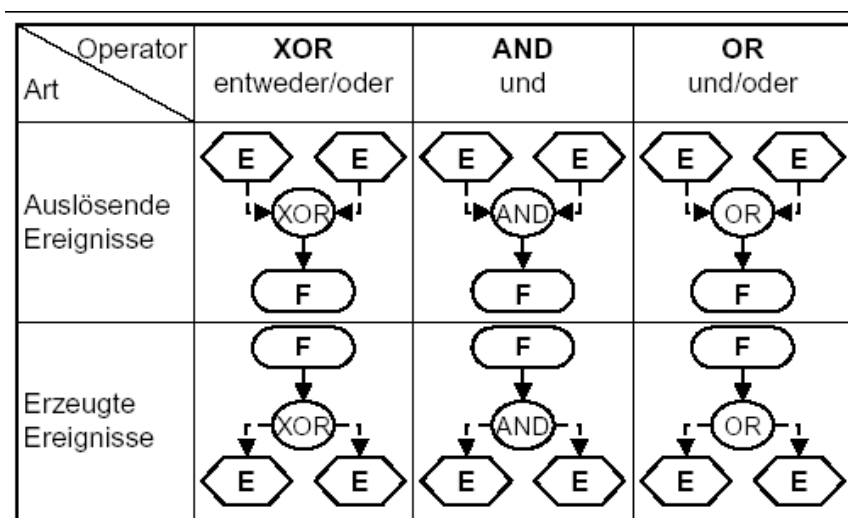 Operator
Art
XOR
entweder/oder
AND
und
OR
und/oder
Auslösende
Ereignisse
E E
XOR
F
E E
AND
F
E E
OR
F
Erzeugte
Ereignisse
F
XOR
E E
F
AND
E E
F
OR
E E